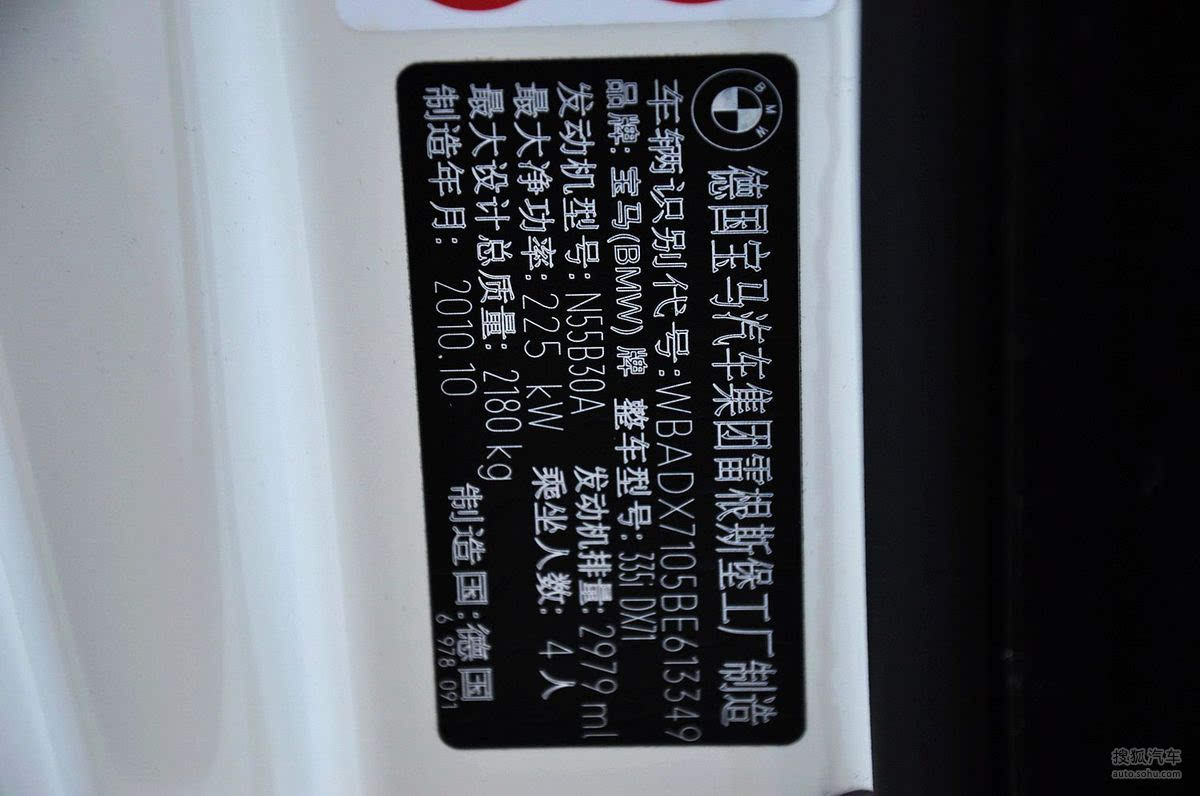 BMW
德国宝马汽车集团雷根斯堡工厂 制造
车辆识别代号:WBADX7105BE613349
品牌:宝马(BMW)牌 整车型号:335i DX71
发动机型号:N55B30A 发动机排量:2979 ml
最大净功率:225 kW 乘坐人数: 4人
最大设计总质量: 2180kg
制造年月: 2010.10 制造国:德国
6 978 091
搜狐汽车
auto.sohu.com